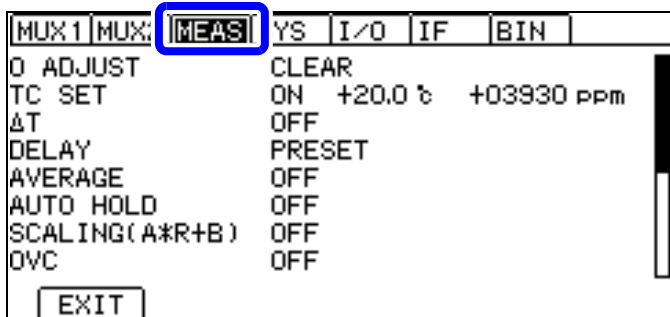 MUX1 MUX2 MEAS YS I/O IF BIN
0 ADJUST CLEAR
TC SET ON +20.0 ℃ +03930 ppm
ΔT OFF
DELAY PRESET
AVERAGE OFF
AUTO HOLD OFF
SCALING(A*R+B) OFF
OVC OFF
EXIT